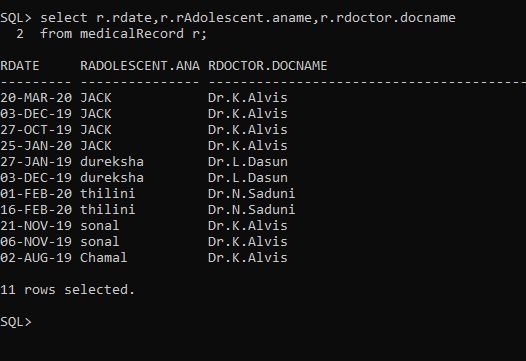 SQL> select r.rdate,r.rAdolescent.aname,r.rdoctor.docname
  2  from medicalRecord r;
RDATE     RADOLESCENT.ANA RDOCTOR.DOCNAME
--------- --------------- ----------------------------------------
20-MAR-20 JACK            Dr.K.Alvis
03-DEC-19 JACK            Dr.K.Alvis
27-OCT-19 JACK            Dr.K.Alvis
25-JAN-20 JACK            Dr.K.Alvis
27-JAN-19 dureksha        Dr.L.Dasun
03-DEC-19 dureksha        Dr.L.Dasun
01-FEB-20 thilini         Dr.N.Saduni
16-FEB-20 thilini         Dr.N.Saduni
21-NOV-19 sonal           Dr.K.Alvis
06-NOV-19 sonal           Dr.K.Alvis
02-AUG-19 Chamal          Dr.K.Alvis
11 rows selected.
SQL>